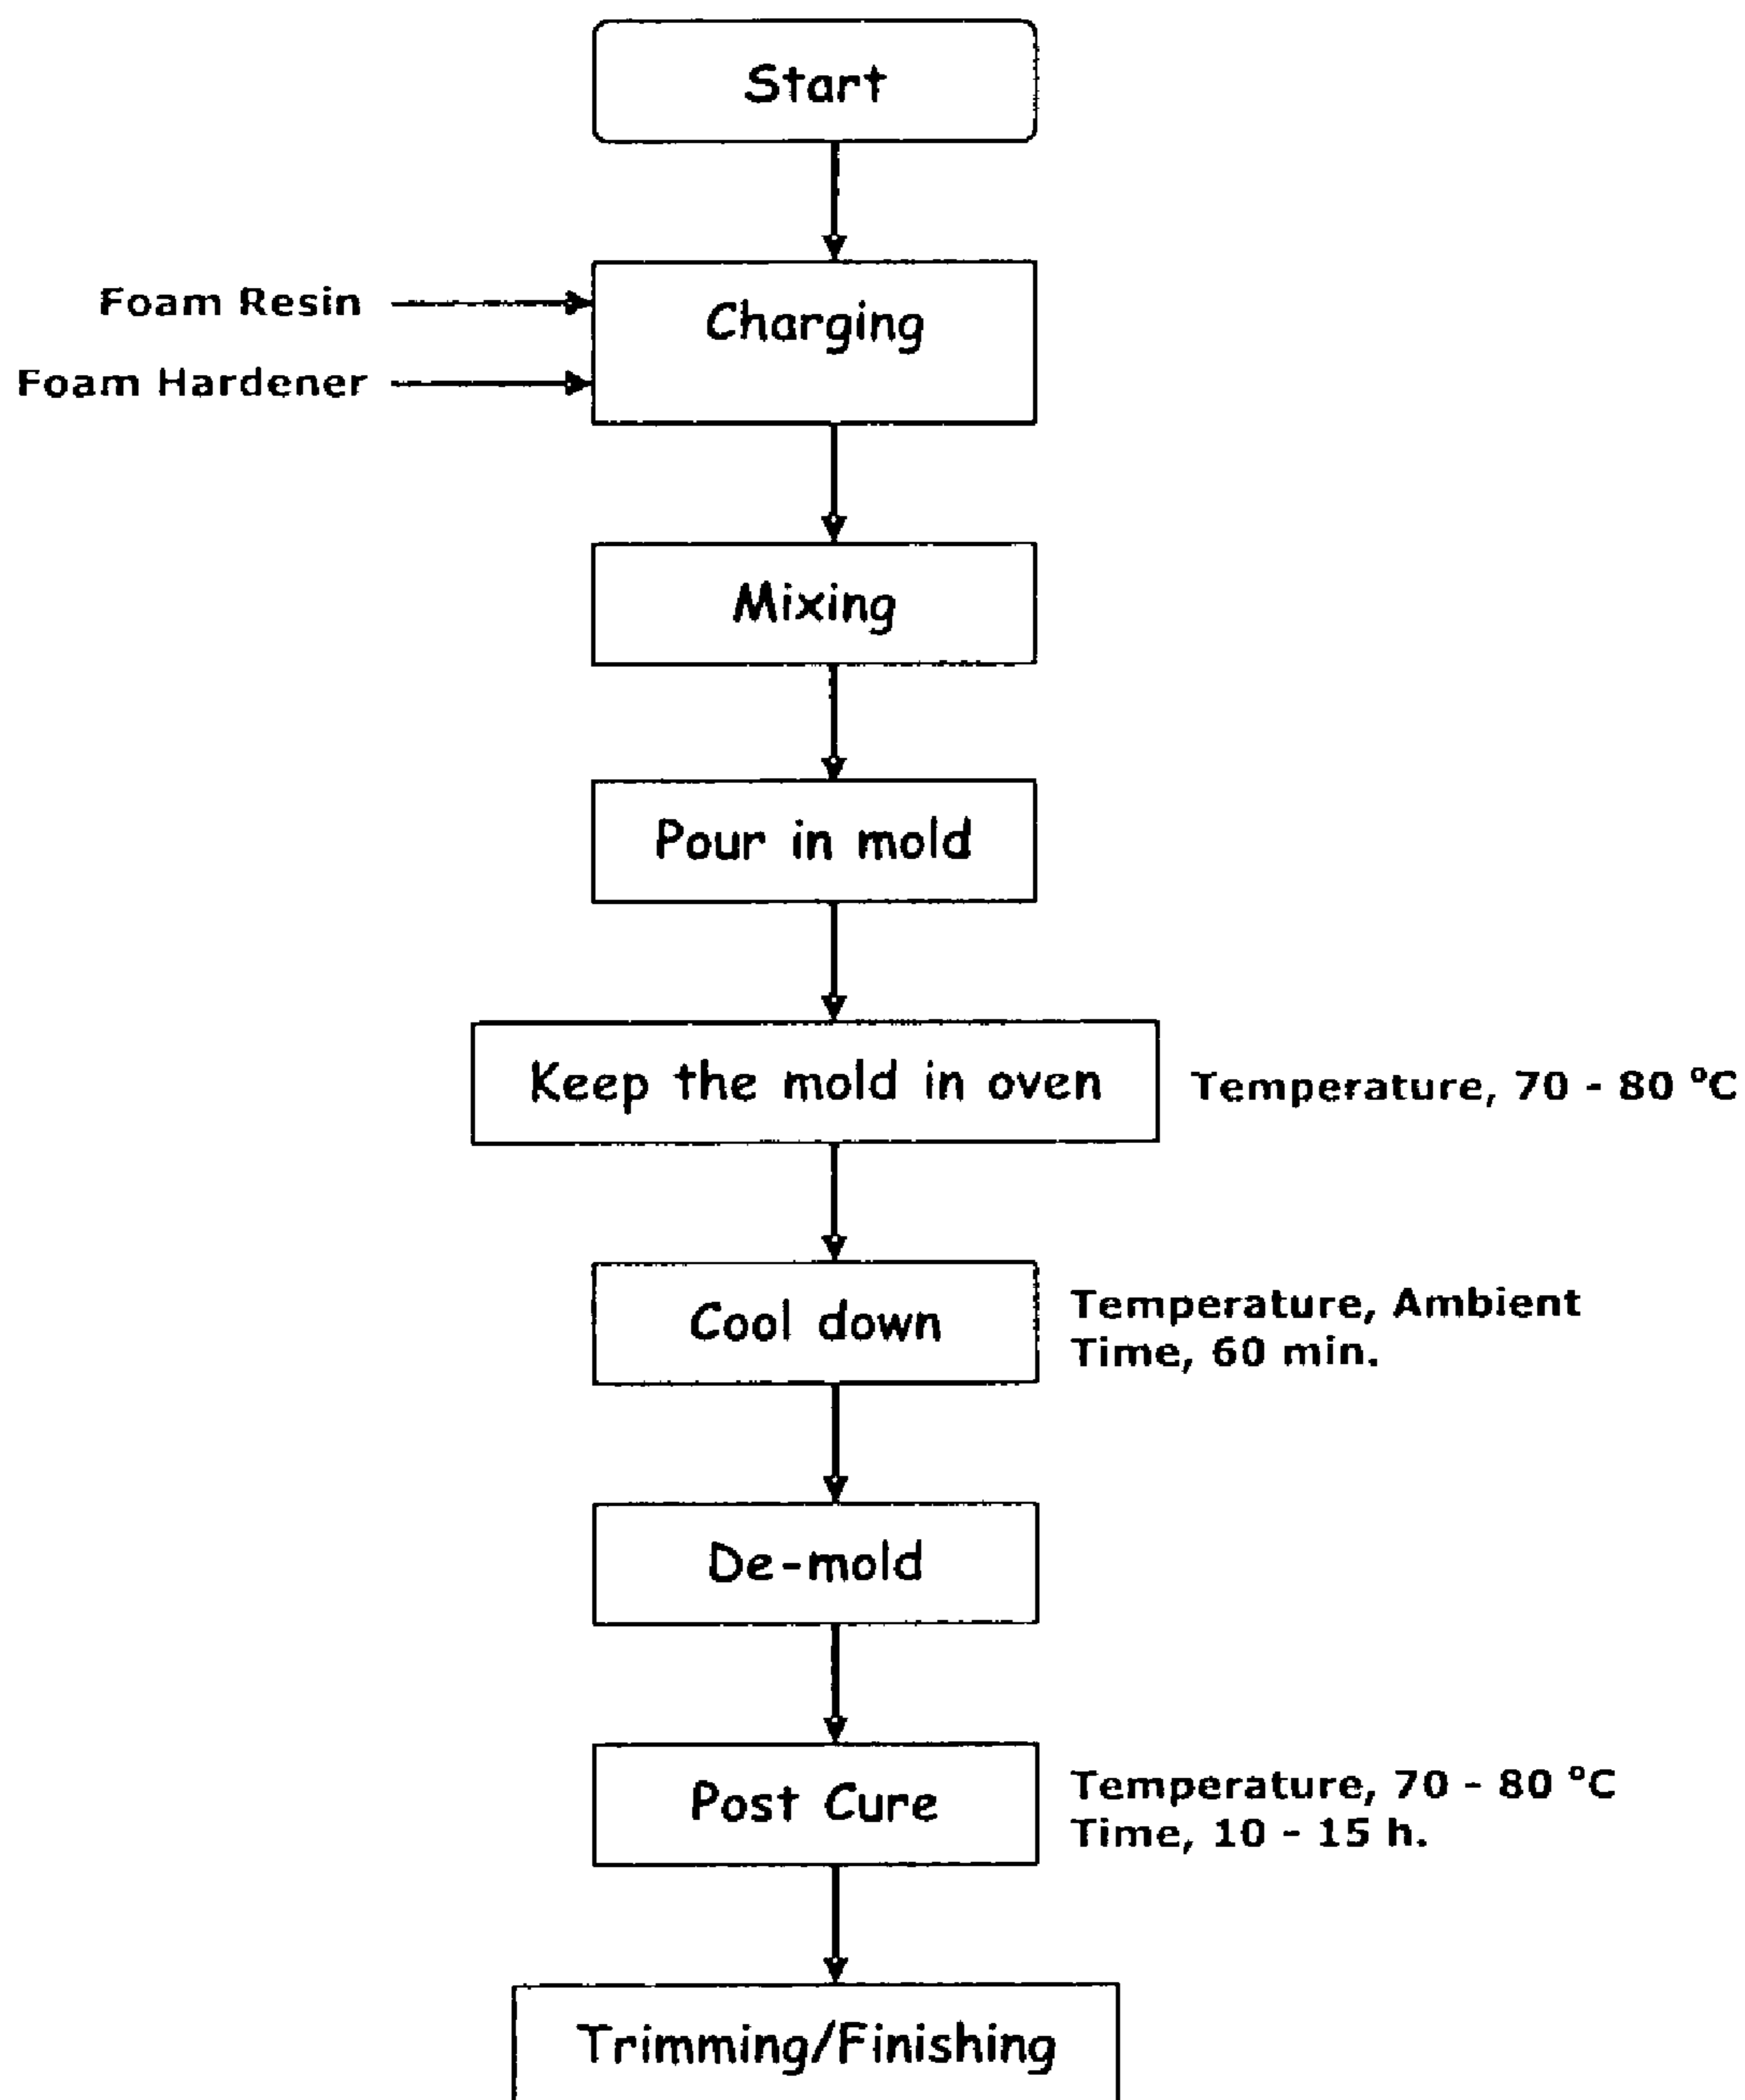 Start
Foam Resin
Charging
Foam Hardener
Mixing
Pour in mold
Keep the mold in oven
Temperature, 70 - 80 °C
Cool down
Temperature, Ambient
Time, 60 min.
De-mold
Post Cure
Temperature, 70 - 80 °C
Time, 10 - 15 h.
Trimming/Finishing